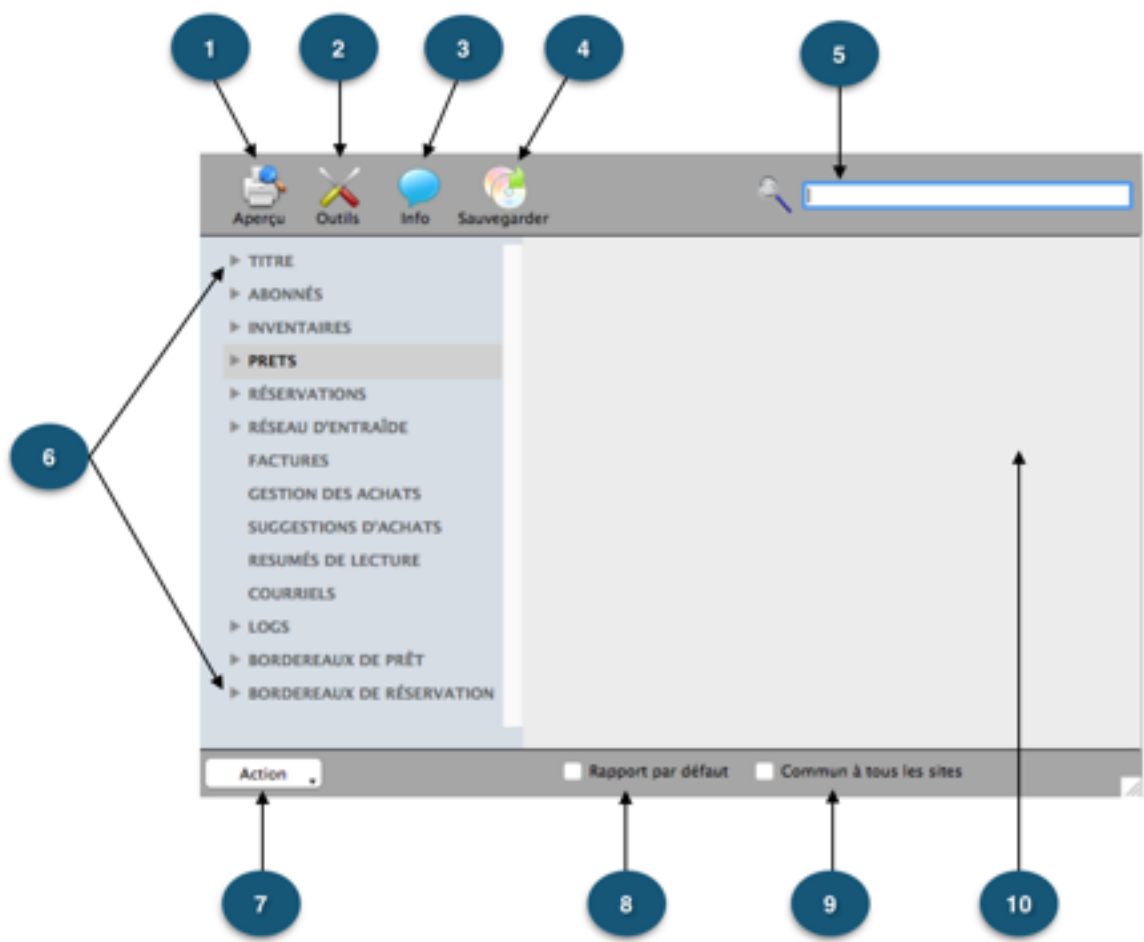 1
2
3
4
5
Aperçu
Outils
Info
Sauvegarder
TITRE
ABONNÉS
INVENTAIRES
PRETS
RÉSERVATIONS
RÉSEAU D'ENTRAÎDE
FACTURES
GESTION DES ACHATS
SUGGESTIONS D'ACHATS
RESUMÉS DE LECTURE
COURRIELS
LOGS
BORDEREAUX DE PRÊT
BORDEREAUX DE RÉSERVATION
6
Action
Rapport par défaut
Commun à tous les sites
7
8
9
10